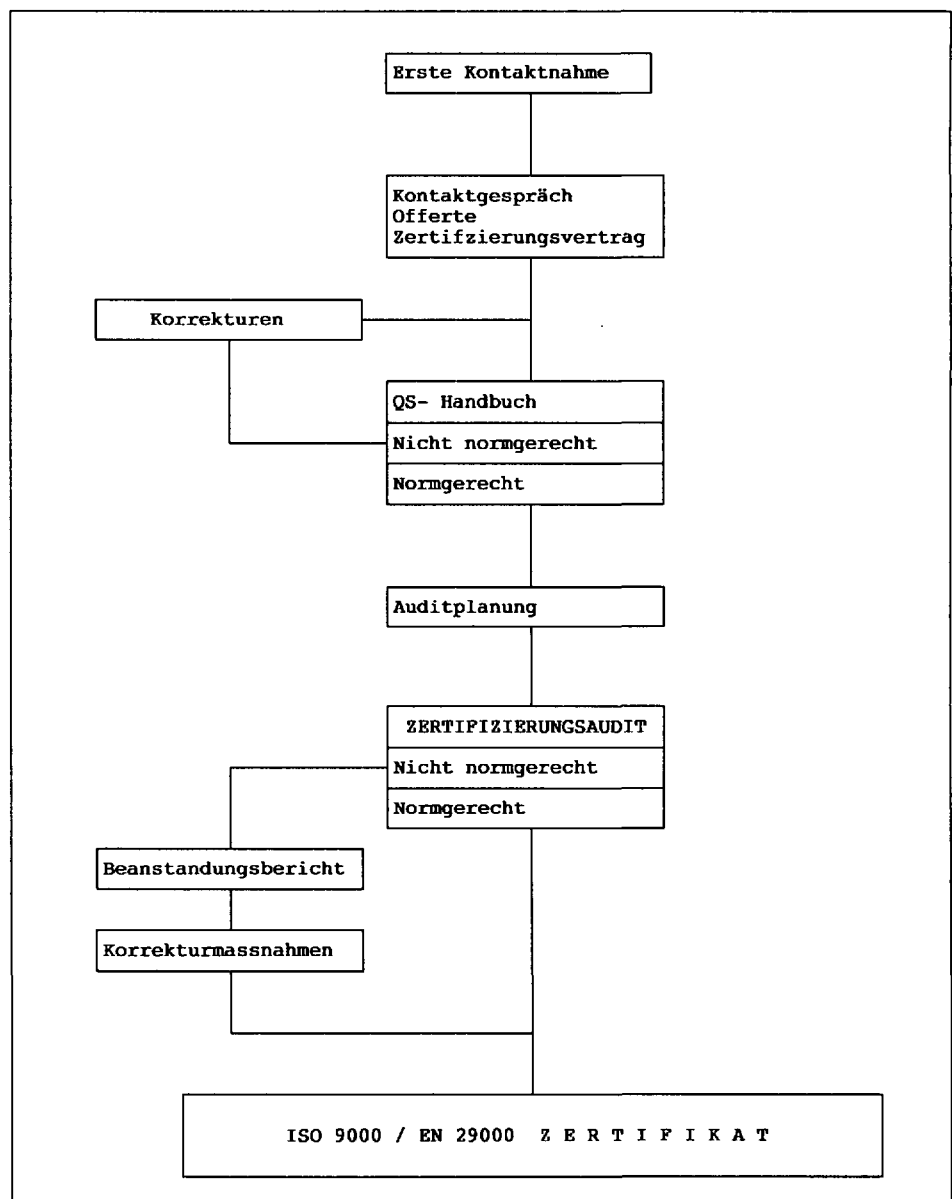 Erste Kontaktnahme
Kontaktgespräch
Offerte
Zertifzierungsvertrag
Korrekturen
QS- Handbuch
Nicht normgerecht
Normgerecht
Auditplanung
ZERTIFIZIERUNGSAUDIT
Nicht normgerecht
Normgerecht
Beanstandungsbericht
Korrekturmassnahmen
ISO 9000 / EN 29000 Z E R T I F I K A T